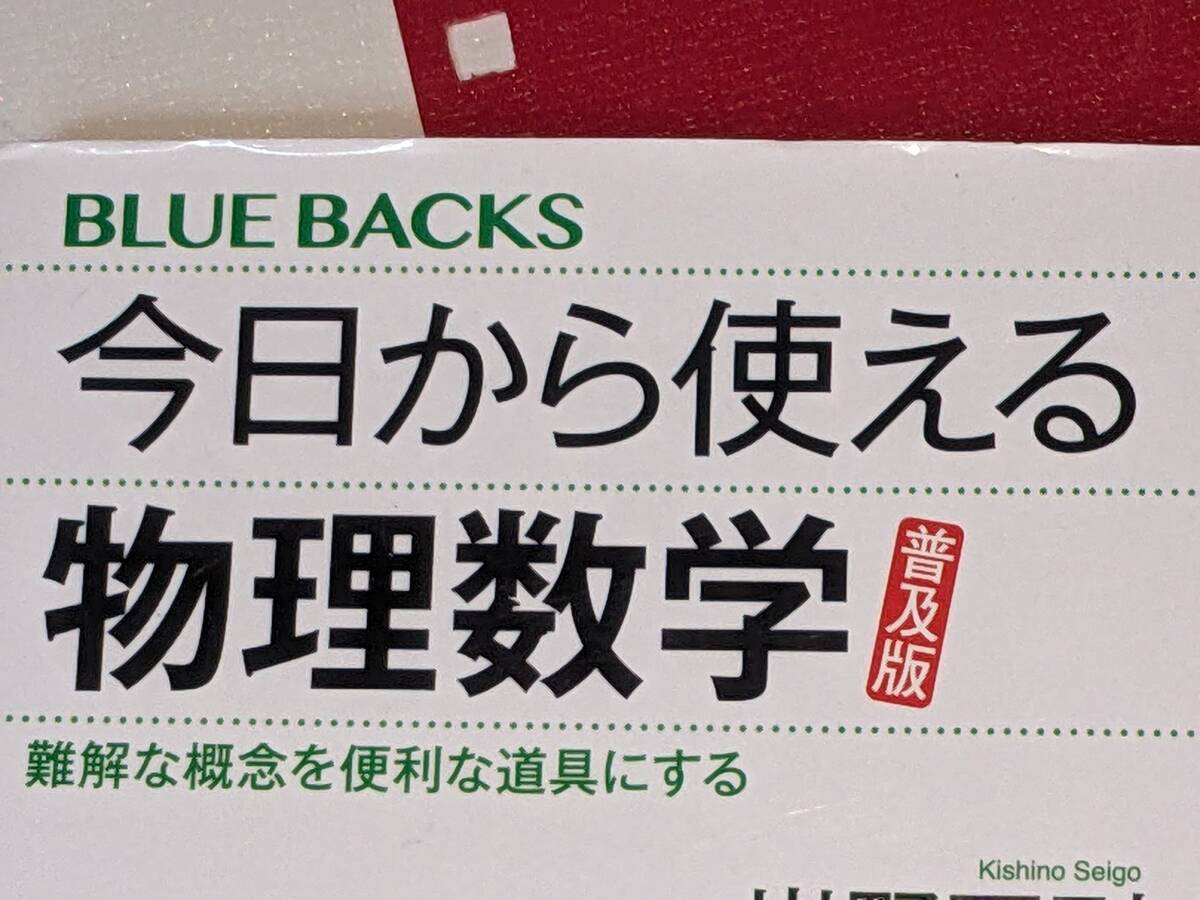 BLUE BACKS
今日から使える
物理数学
普及版
難解な概念を便利な道具にする
Kishino Seigo